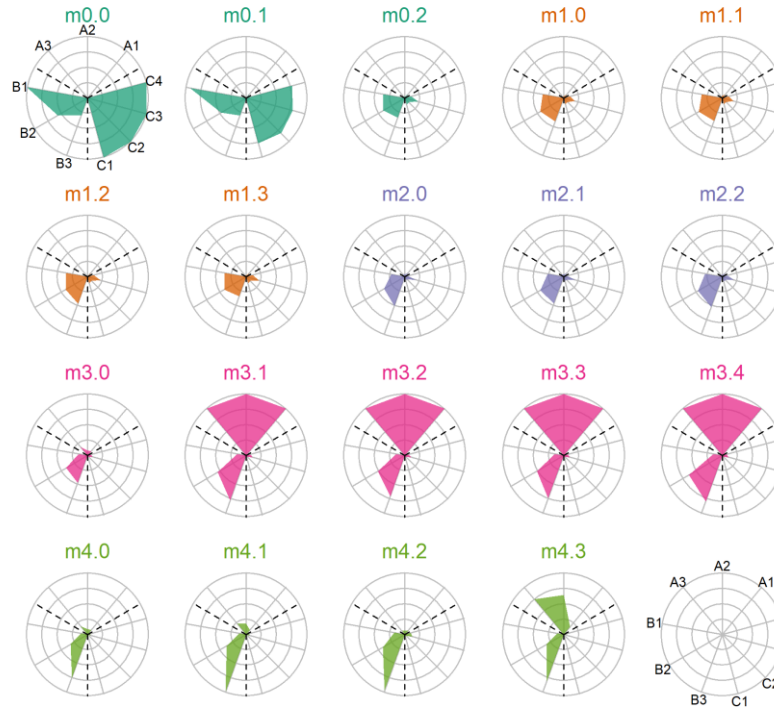 m0.0 m0.1 m0.2 m1.0 m1.1
A2
A3 A1
B1 C4
C3
B2 C2
B3 C1
m1.2 m1.3 m2.0 m2.1 m2.2
m3.0 m3.1 m3.2 m3.3 m3.4
m4.0 m4.1 m4.2 m4.3
A2
A3 A1
B1
B2 C2
B3 C1